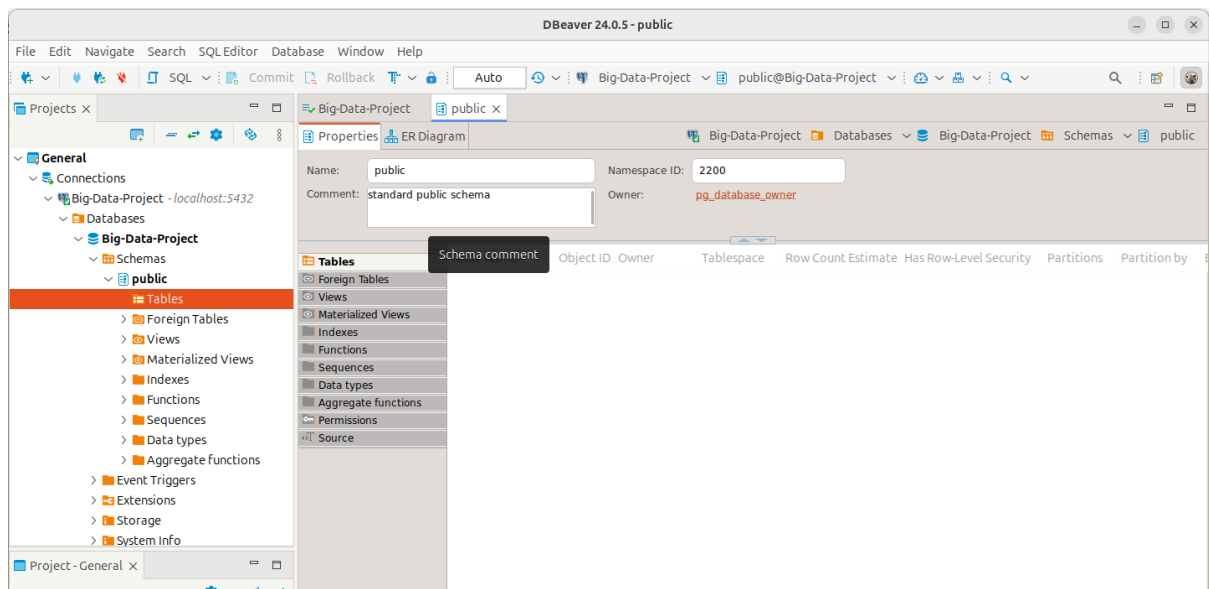 DBeaver 24.0.5 - public
File Edit Navigate Search SQL Editor Database Window Help
SQL Commit Rollback Auto Big-Data-Project public@Big-Data-Project
Projects
Big-Data-Project public
Properties ER Diagram Big-Data-Project Databases Big-Data-Project Schemas public
General
Connections
Big-Data-Project - localhost:5432
Databases
Big-Data-Project
Schemas
public
Tables
Foreign Tables
Views
Materialized Views
Indexes
Functions
Sequences
Data types
Aggregate functions
Event Triggers
Extensions
Storage
System Info
Project - General
Name: public Namespace ID: 2200
Comment: standard public schema Owner: pg_database_owner
Schema comment
Object ID Owner Tablespace Row Count Estimate Has Row-Level Security Partitions Partition by
Tables
Foreign Tables
Views
Materialized Views
Indexes
Functions
Sequences
Data types
Aggregate functions
Permissions
Source